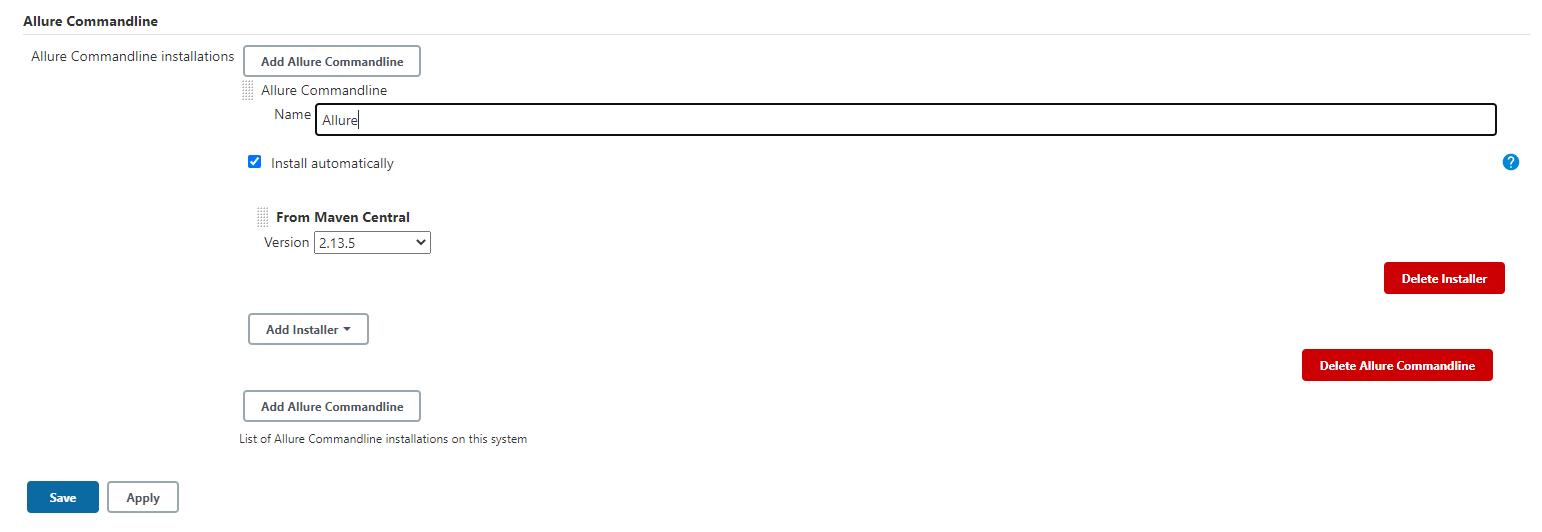 Allure Commandline
Allure Commandline installations
Add Allure Commandline
Allure Commandline
Name
Allure
Install automatically
?
From Maven Central
Version
2.13.5
Delete Installer
Add Installer
Delete Allure Commandline
Add Allure Commandline
List of Allure Commandline installations on this system
Save
Apply